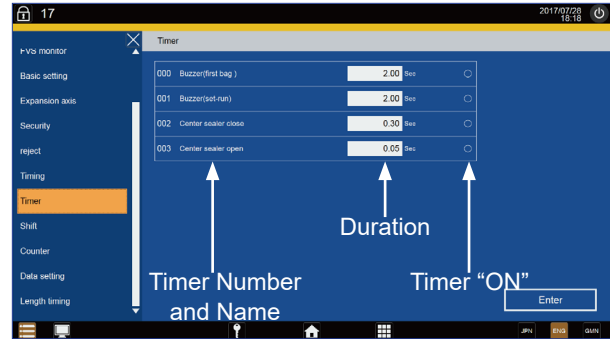 17
2017/07/28
18:18
FVS monitor
Basic setting
Expansion axis
Security
reject
Timing
Timer
Shift
Counter
Data setting
Length timing
Timer
000 Buzzer(first bag ) 2.00 Sec
001 Buzzer(set-run) 2.00 Sec
002 Center sealer close 0.30 Sec
003 Center sealer open 0.05 Sec
Duration
Timer Number
and Name
Timer “ON”
Enter
JPN ENG GMN